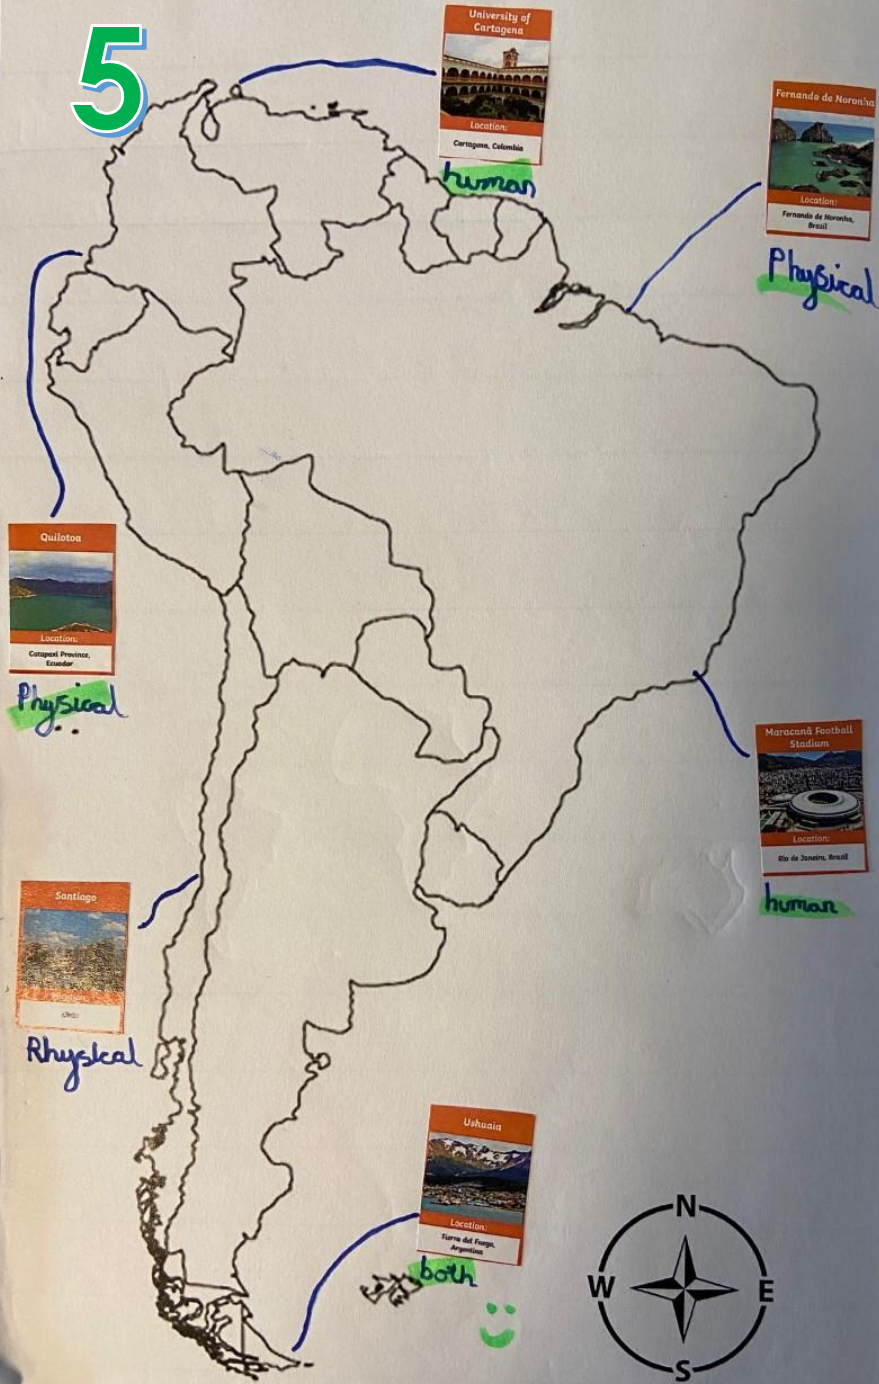 5
University of
Cartagena
Location:
Cartagena, Colombia
human
Fernando de Noronha
Location:
Fernando de Noronha,
Brazil
Physical
Quilotoa
Location:
Cotapaxi Province,
Ecuador
Physical
Maracanã Football
Stadium
Location:
Rio de Janeiro, Brazil
human
Santiago
Rhysical
Ushuaia
Location:
Tierra del Fuego,
Argentina
both
N
W
E
S